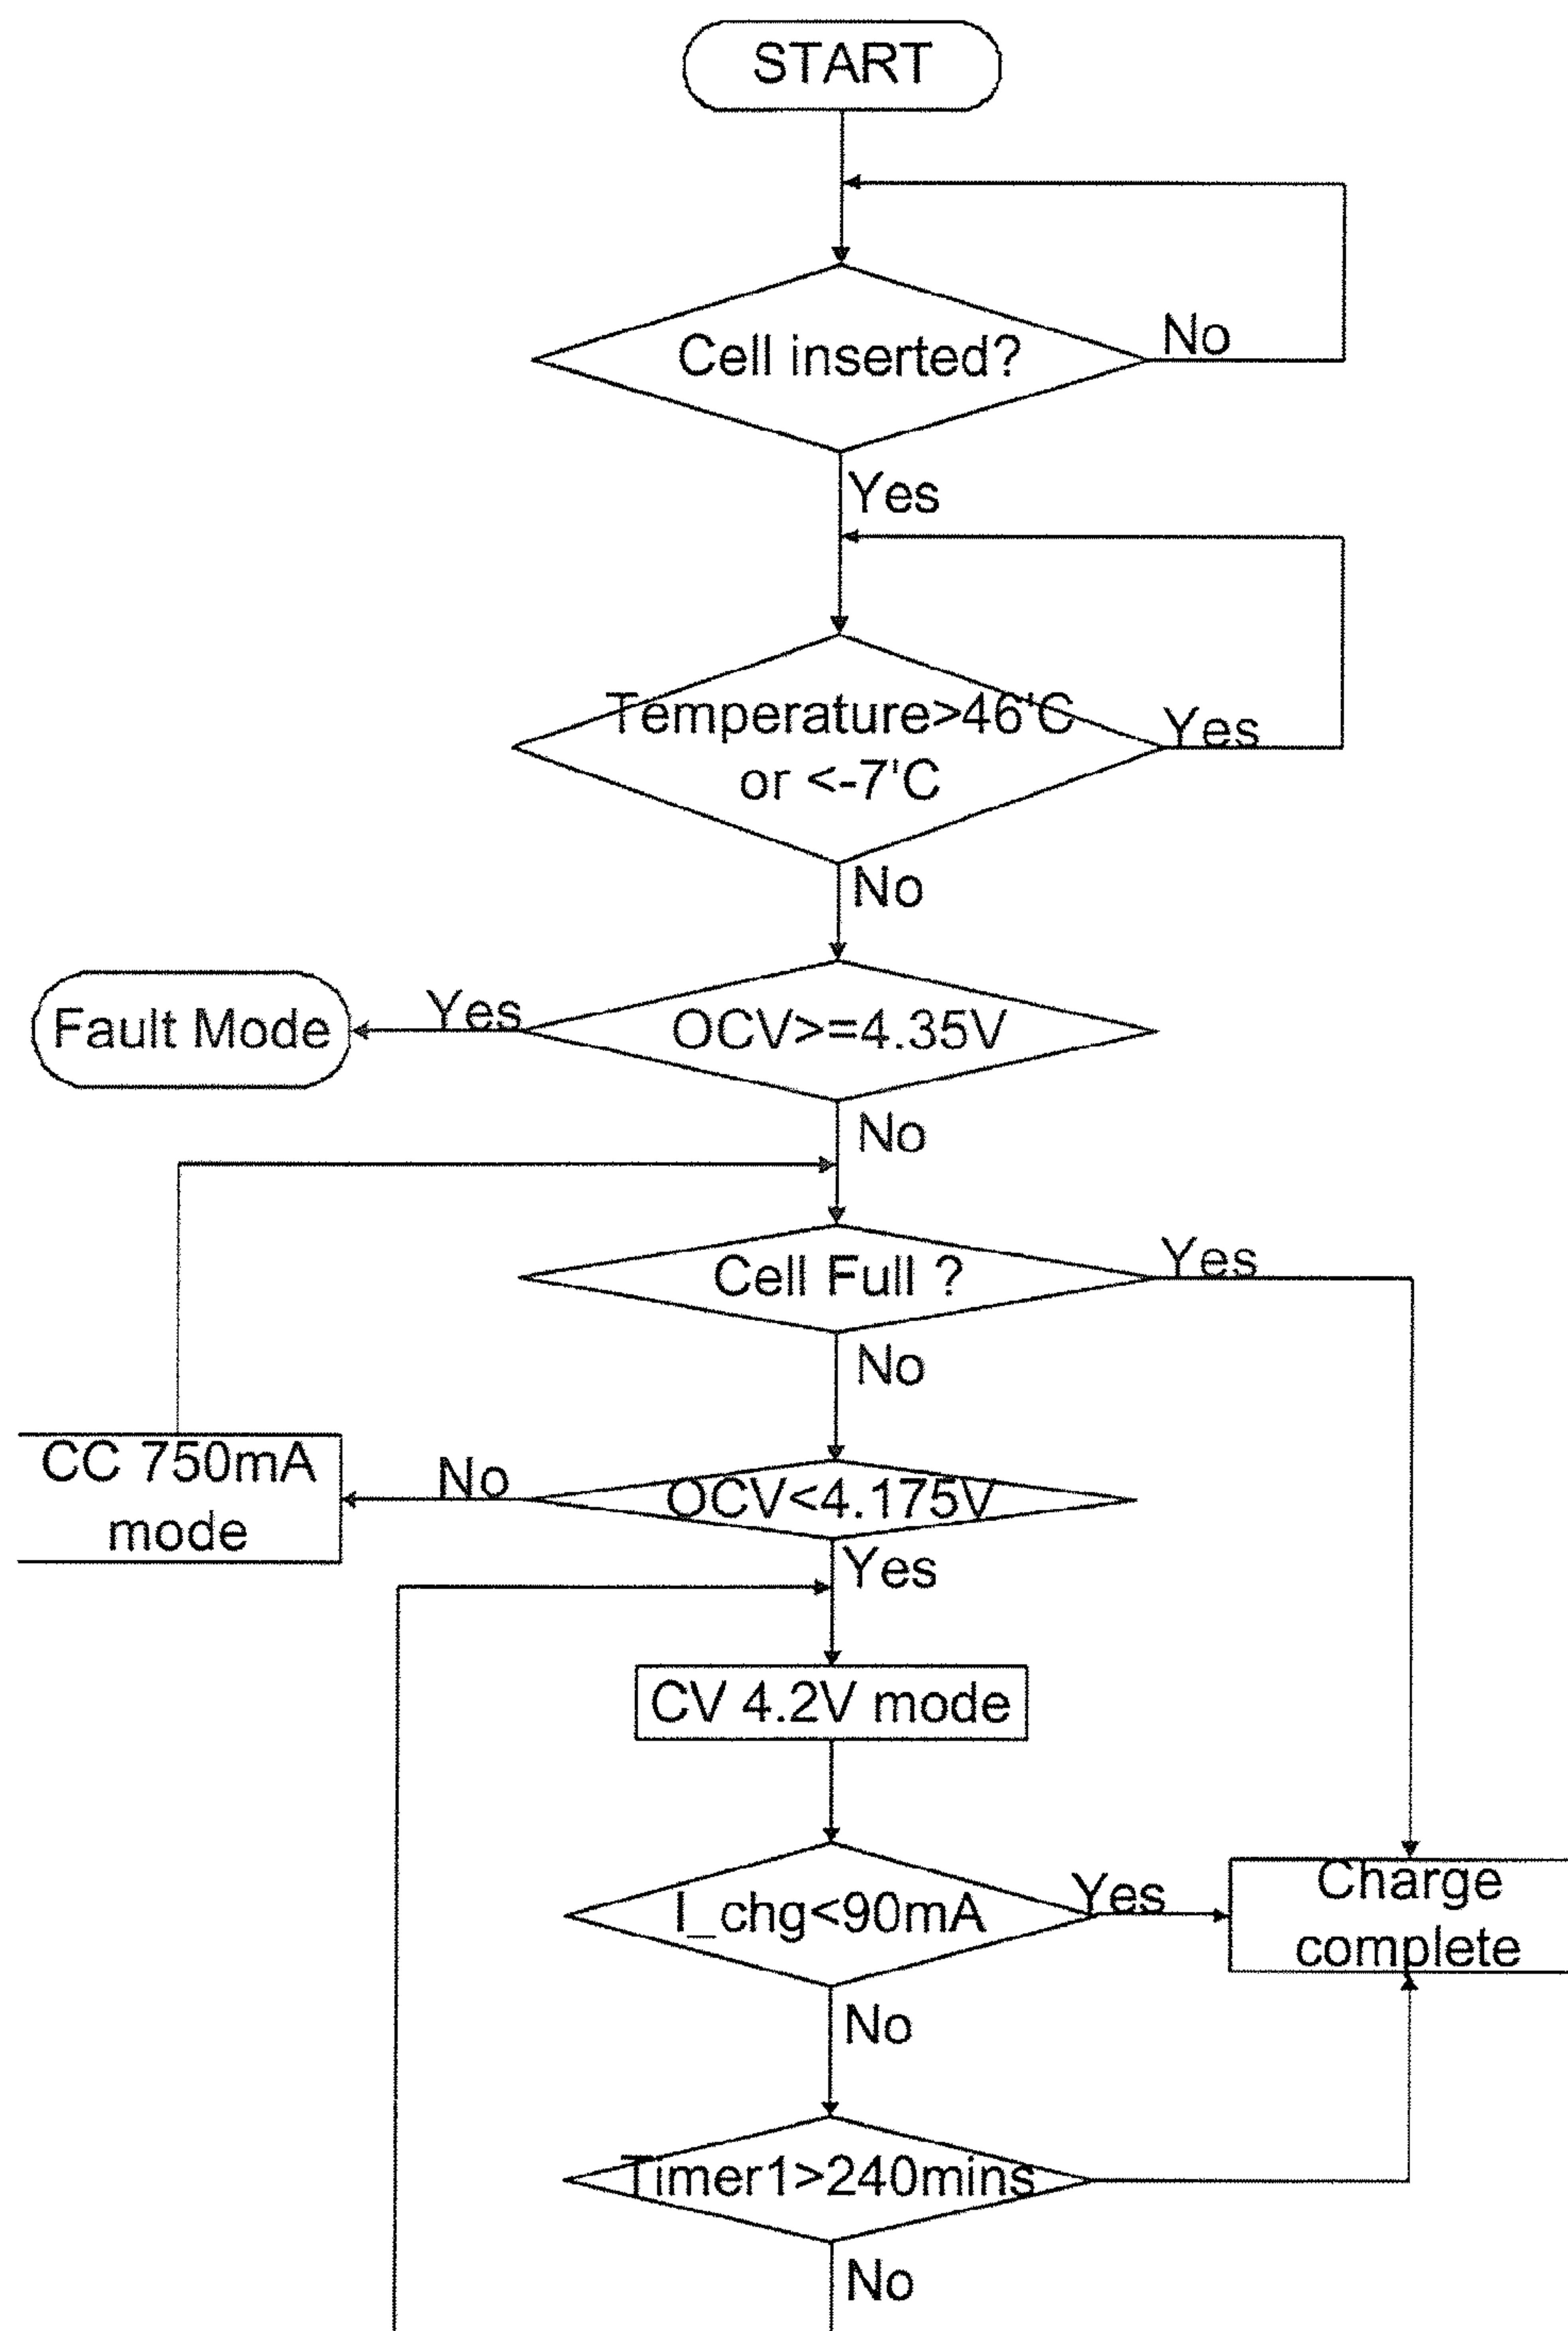 START
Cell inserted?
No
Yes
Temperature>46'C
or <-7'C
Yes
No
Fault Mode
Yes
OCV>=4.35V
No
Cell Full ?
Yes
No
CC 750mA
mode
No
OCV<4.175V
Yes
CV 4.2V mode
I_chg<90mA
Yes
Charge
complete
No
Timer1>240mins
No